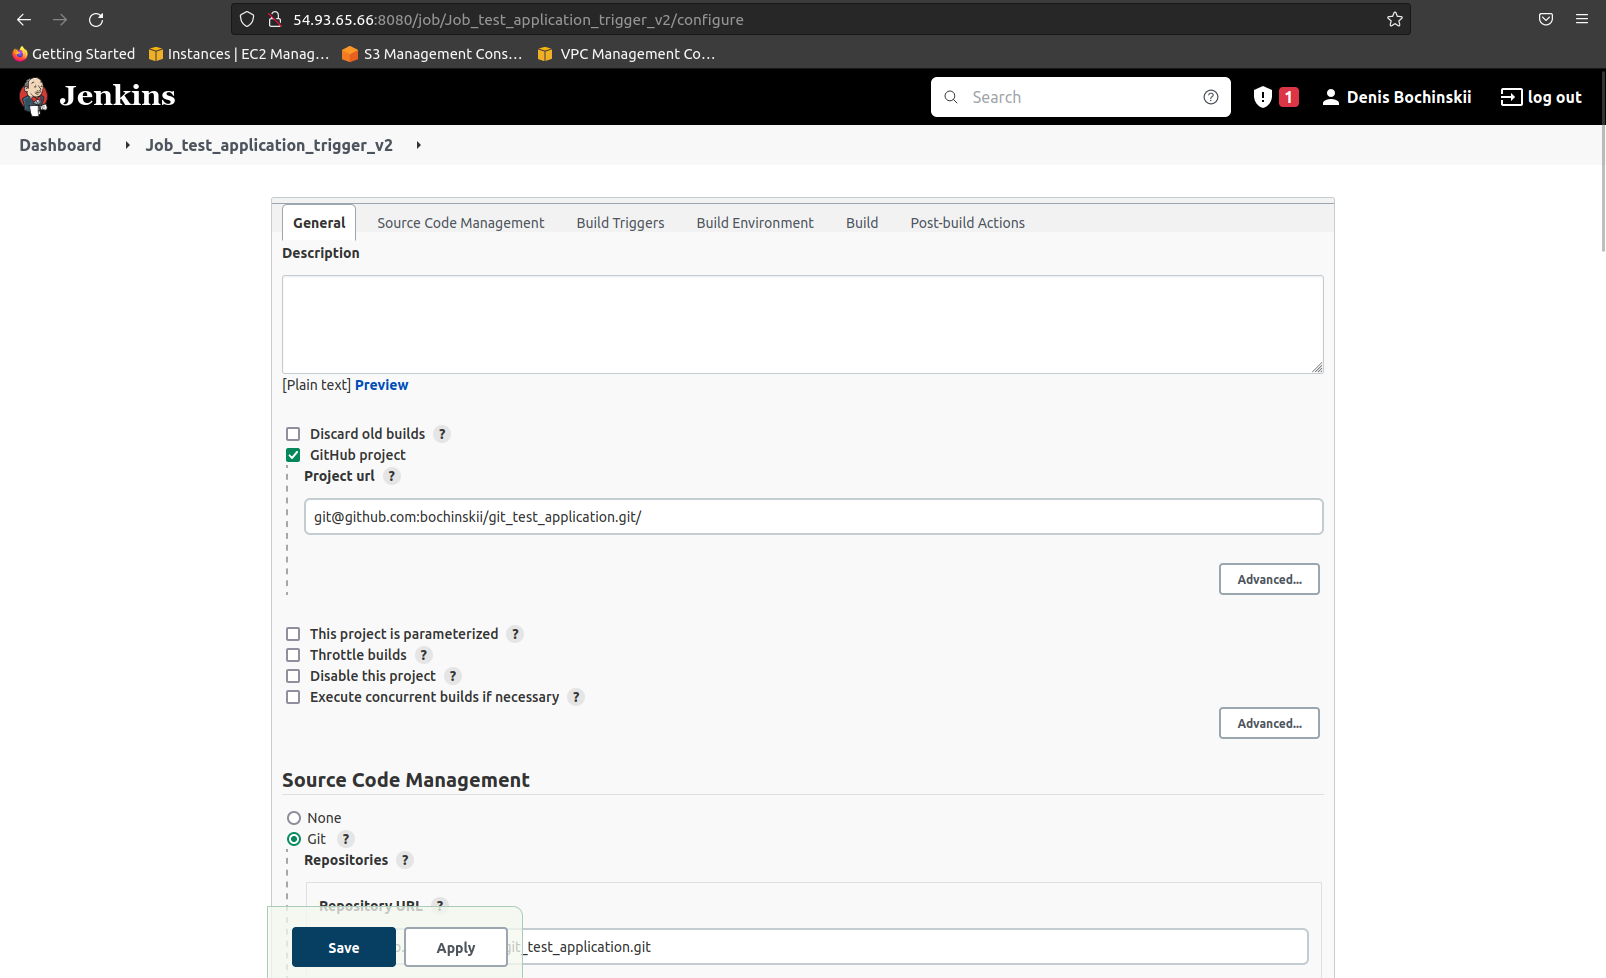 54.93.65.66:8080/job/Job_test_application_trigger_v2/configure
Getting Started Instances | EC2 Manag... S3 Management Cons... VPC Management Co...
Jenkins Search 1 Denis Bochinskii log out
Dashboard Job_test_application_trigger_v2
General Source Code Management Build Triggers Build Environment Build Post-build Actions
Description
[Plain text] Preview
Discard old builds ?
GitHub project
Project url ?
git@github.com:bochinskii/git_test_application.git/
Advanced...
This project is parameterized ?
Throttle builds ?
Disable this project ?
Execute concurrent builds if necessary ?
Advanced...
Source Code Management
None
Git ?
Repositories ?
Repository URL ?
Save Apply git_test_application.git